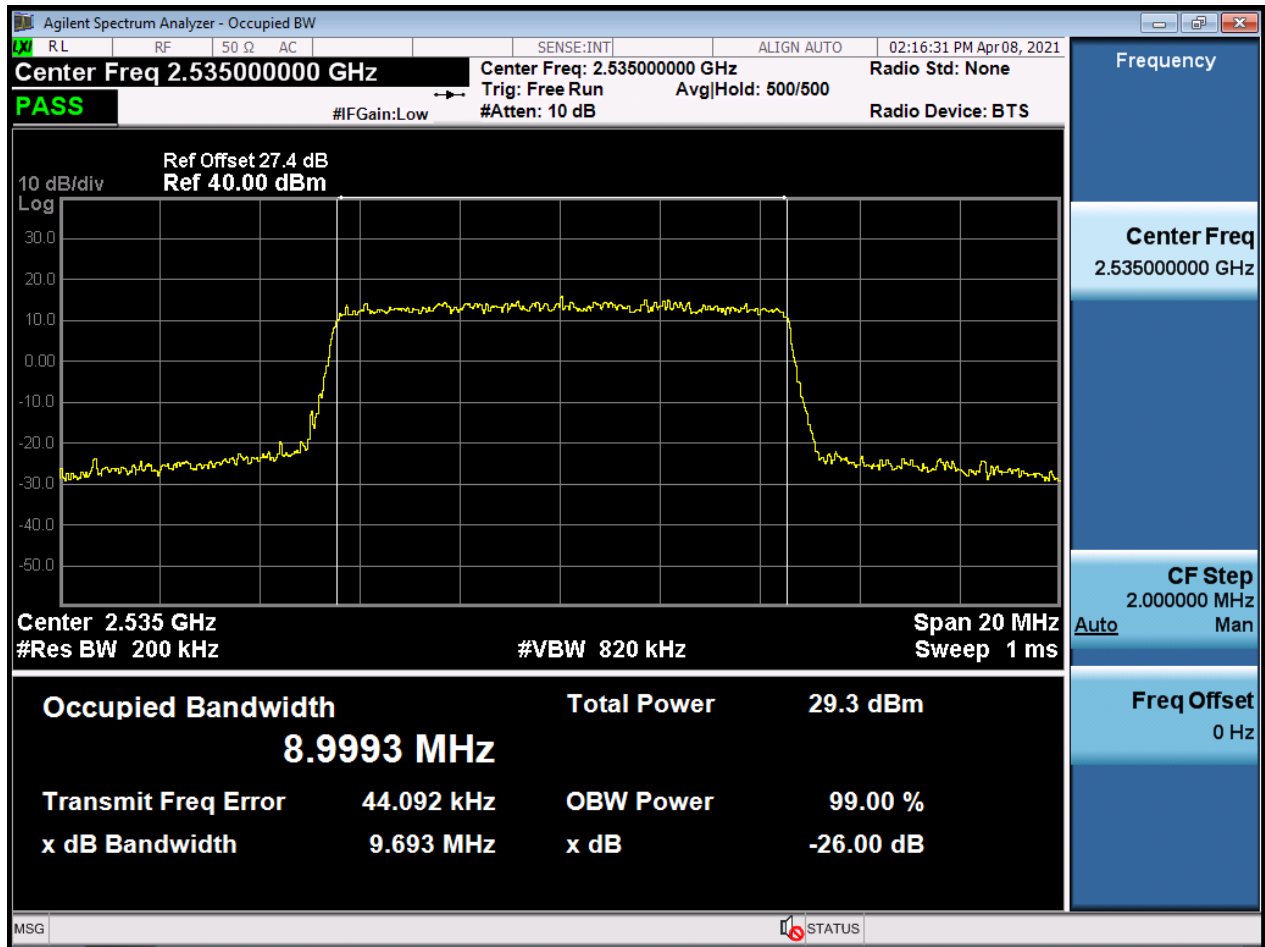 Agilent Spectrum Analyzer - Occupied BW
LXI RL RF 50 Ω AC SENSE:INT ALIGN AUTO 02:16:31 PM Apr 08, 2021
Center Freq 2.535000000 GHz
PASS
#IFGain:Low
Center Freq: 2.535000000 GHz
Trig: Free Run Avg|Hold: 500/500
#Atten: 10 dB
Radio Std: None
Radio Device: BTS
Ref Offset 27.4 dB
10 dB/div Ref 40.00 dBm
Log
30.0
20.0
10.0
0.00
-10.0
-20.0
-30.0
-40.0
-50.0
Center 2.535 GHz Span 20 MHz
#Res BW 200 kHz #VBW 820 kHz Sweep 1 ms
Occupied Bandwidth Total Power 29.3 dBm
8.9993 MHz
Transmit Freq Error 44.092 kHz OBW Power 99.00 %
x dB Bandwidth 9.693 MHz x dB -26.00 dB
Frequency
Center Freq
2.535000000 GHz
CF Step
2.000000 MHz
Auto Man
Freq Offset
0 Hz
MSG STATUS